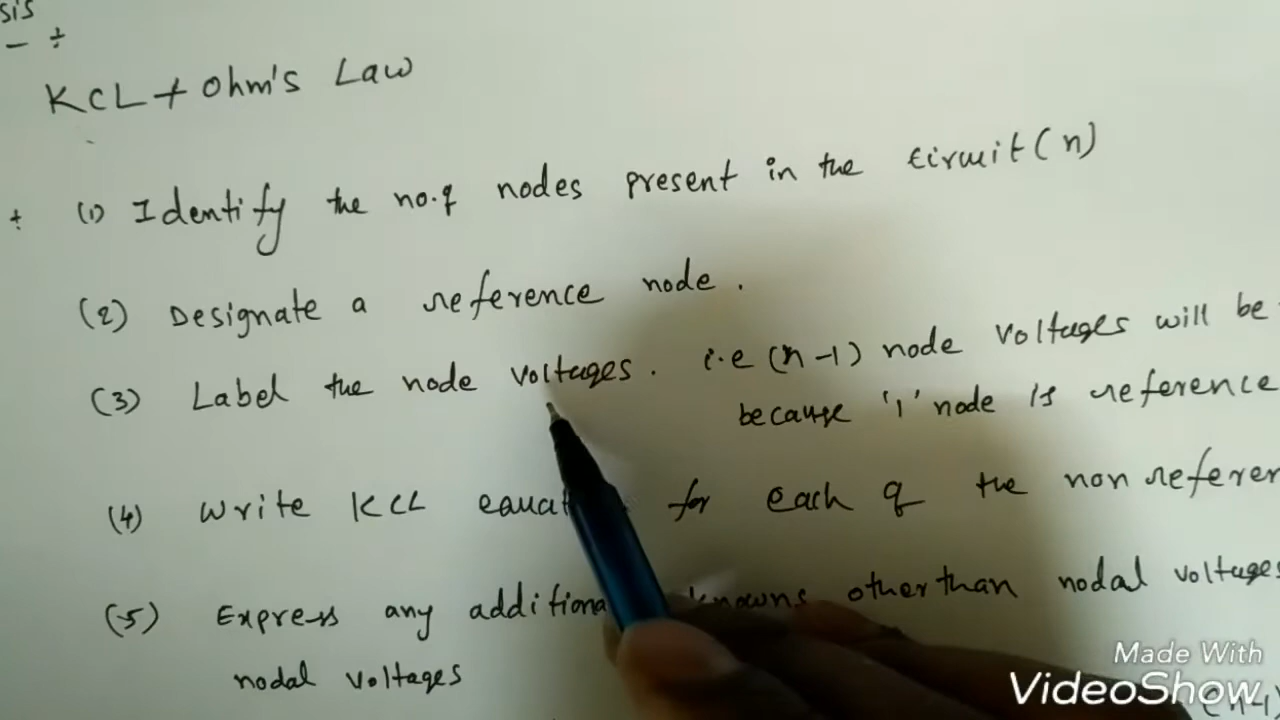 sis
KCL + Ohm's Law
(1) Identify the no. of nodes present in the circuit (n)
(2) Designate a reference node.
(3) Label the node voltages. i.e (n-1) node voltages will be
because '1' node is reference
(4) Write KCL for each of the non
(5) Express any other than nodal voltages
nodal voltages
(n-1)
Made With
VideoShow